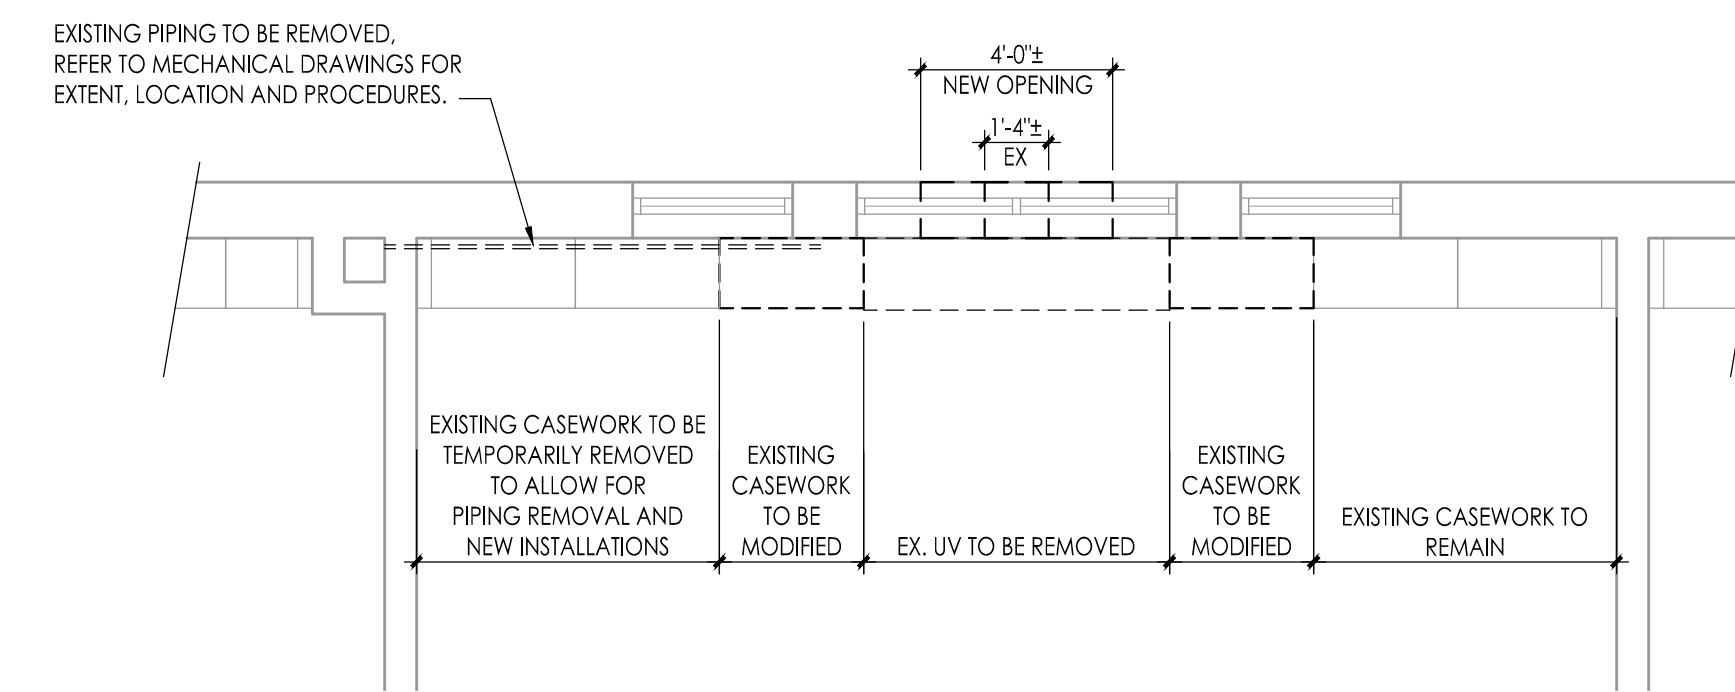 EXISTING PIPING TO BE REMOVED,
REFER TO MECHANICAL DRAWINGS FOR
EXTENT, LOCATION AND PROCEDURES.
4'-0"±
NEW OPENING
1'-4"±
EX
EXISTING CASEWORK TO BE
TEMPORARILY REMOVED
TO ALLOW FOR
PIPING REMOVAL AND
NEW INSTALLATIONS
EXISTING
CASEWORK
TO BE
MODIFIED
EX. UV TO BE REMOVED
EXISTING
CASEWORK
TO BE
MODIFIED
EXISTING CASEWORK TO
REMAIN